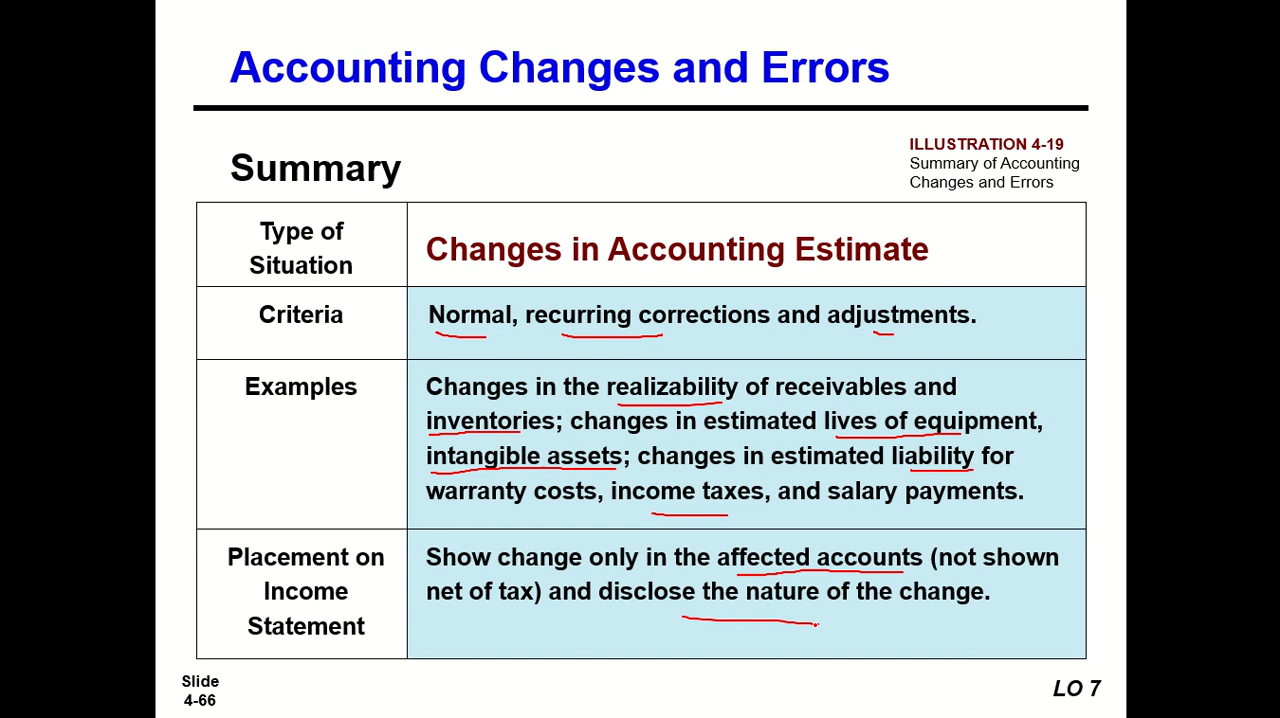 Accounting Changes and Errors
Summary
ILLUSTRATION 4-19
Summary of Accounting
Changes and Errors
Type of
Situation
Changes in Accounting Estimate
Criteria
Normal, recurring corrections and adjustments.
Examples
Changes in the realizability of receivables and
inventories; changes in estimated lives of equipment,
intangible assets; changes in estimated liability for
warranty costs, income taxes, and salary payments.
Placement on
Income
Statement
Show change only in the affected accounts (not shown
net of tax) and disclose the nature of the change.
Slide
4-66
LO 7